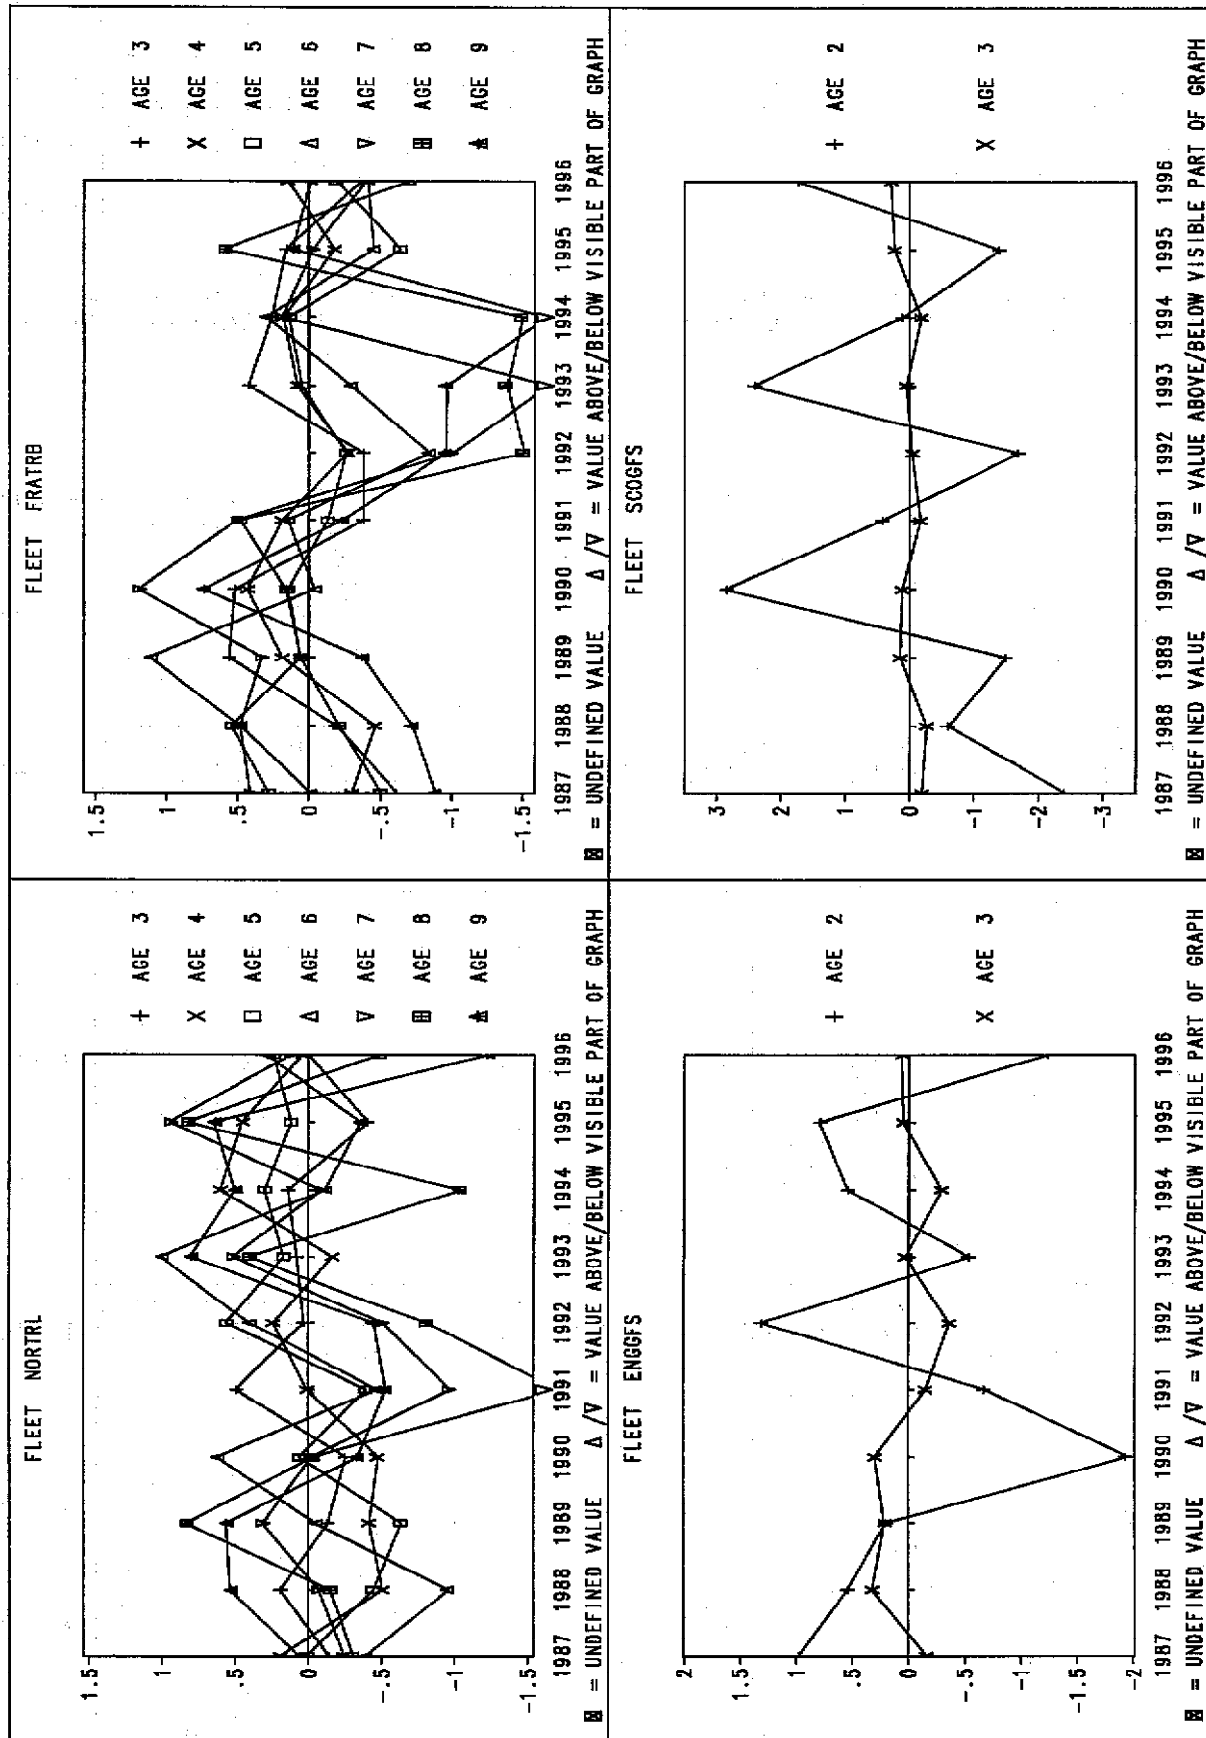 FLEET NORTRL
1.5
1
.5
0
-.5
-1
-1.5
1987 1988 1989 1990 1991 1992 1993 1994 1995 1996
+ AGE 3
X AGE 4
□ AGE 5
Δ AGE 6
∇ AGE 7
⊞ AGE 8
AGE 9
= UNDEFINED VALUE Δ/∇ = VALUE ABOVE/BELOW VISIBLE PART OF GRAPH
FLEET FRATRB
1.5
1
.5
0
-.5
-1
-1.5
1987 1988 1989 1990 1991 1992 1993 1994 1995 1996
+ AGE 3
X AGE 4
□ AGE 5
Δ AGE 6
∇ AGE 7
⊞ AGE 8
AGE 9
= UNDEFINED VALUE Δ/∇ = VALUE ABOVE/BELOW VISIBLE PART OF GRAPH
FLEET ENGGFS
2
1.5
1
.5
0
-.5
-1
-1.5
-2
1987 1988 1989 1990 1991 1992 1993 1994 1995 1996
+ AGE 2
X AGE 3
= UNDEFINED VALUE Δ/∇ = VALUE ABOVE/BELOW VISIBLE PART OF GRAPH
FLEET SCOGFS
3
2
1
0
-1
-2
-3
1987 1988 1989 1990 1991 1992 1993 1994 1995 1996
+ AGE 2
X AGE 3
= UNDEFINED VALUE Δ/∇ = VALUE ABOVE/BELOW VISIBLE PART OF GRAPH